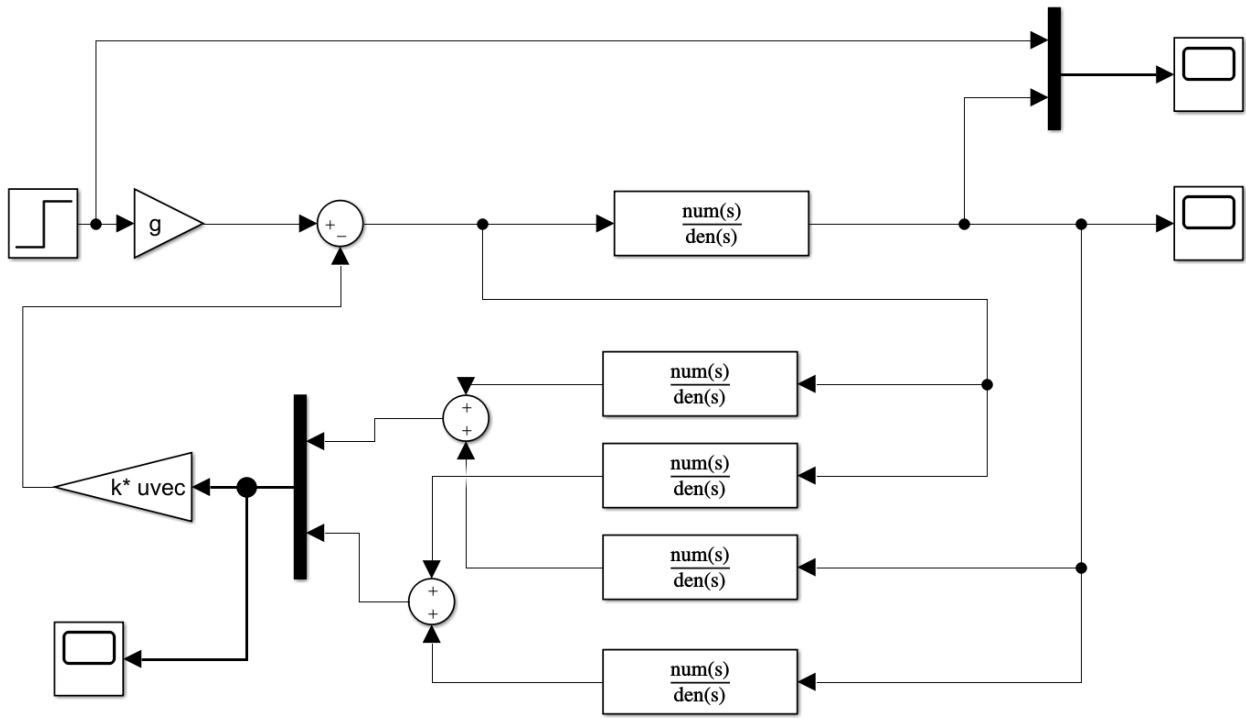 g
+
−
num(s)
den(s)
num(s)
den(s)
+
+
num(s)
den(s)
k* uvec
num(s)
den(s)
+
+
num(s)
den(s)